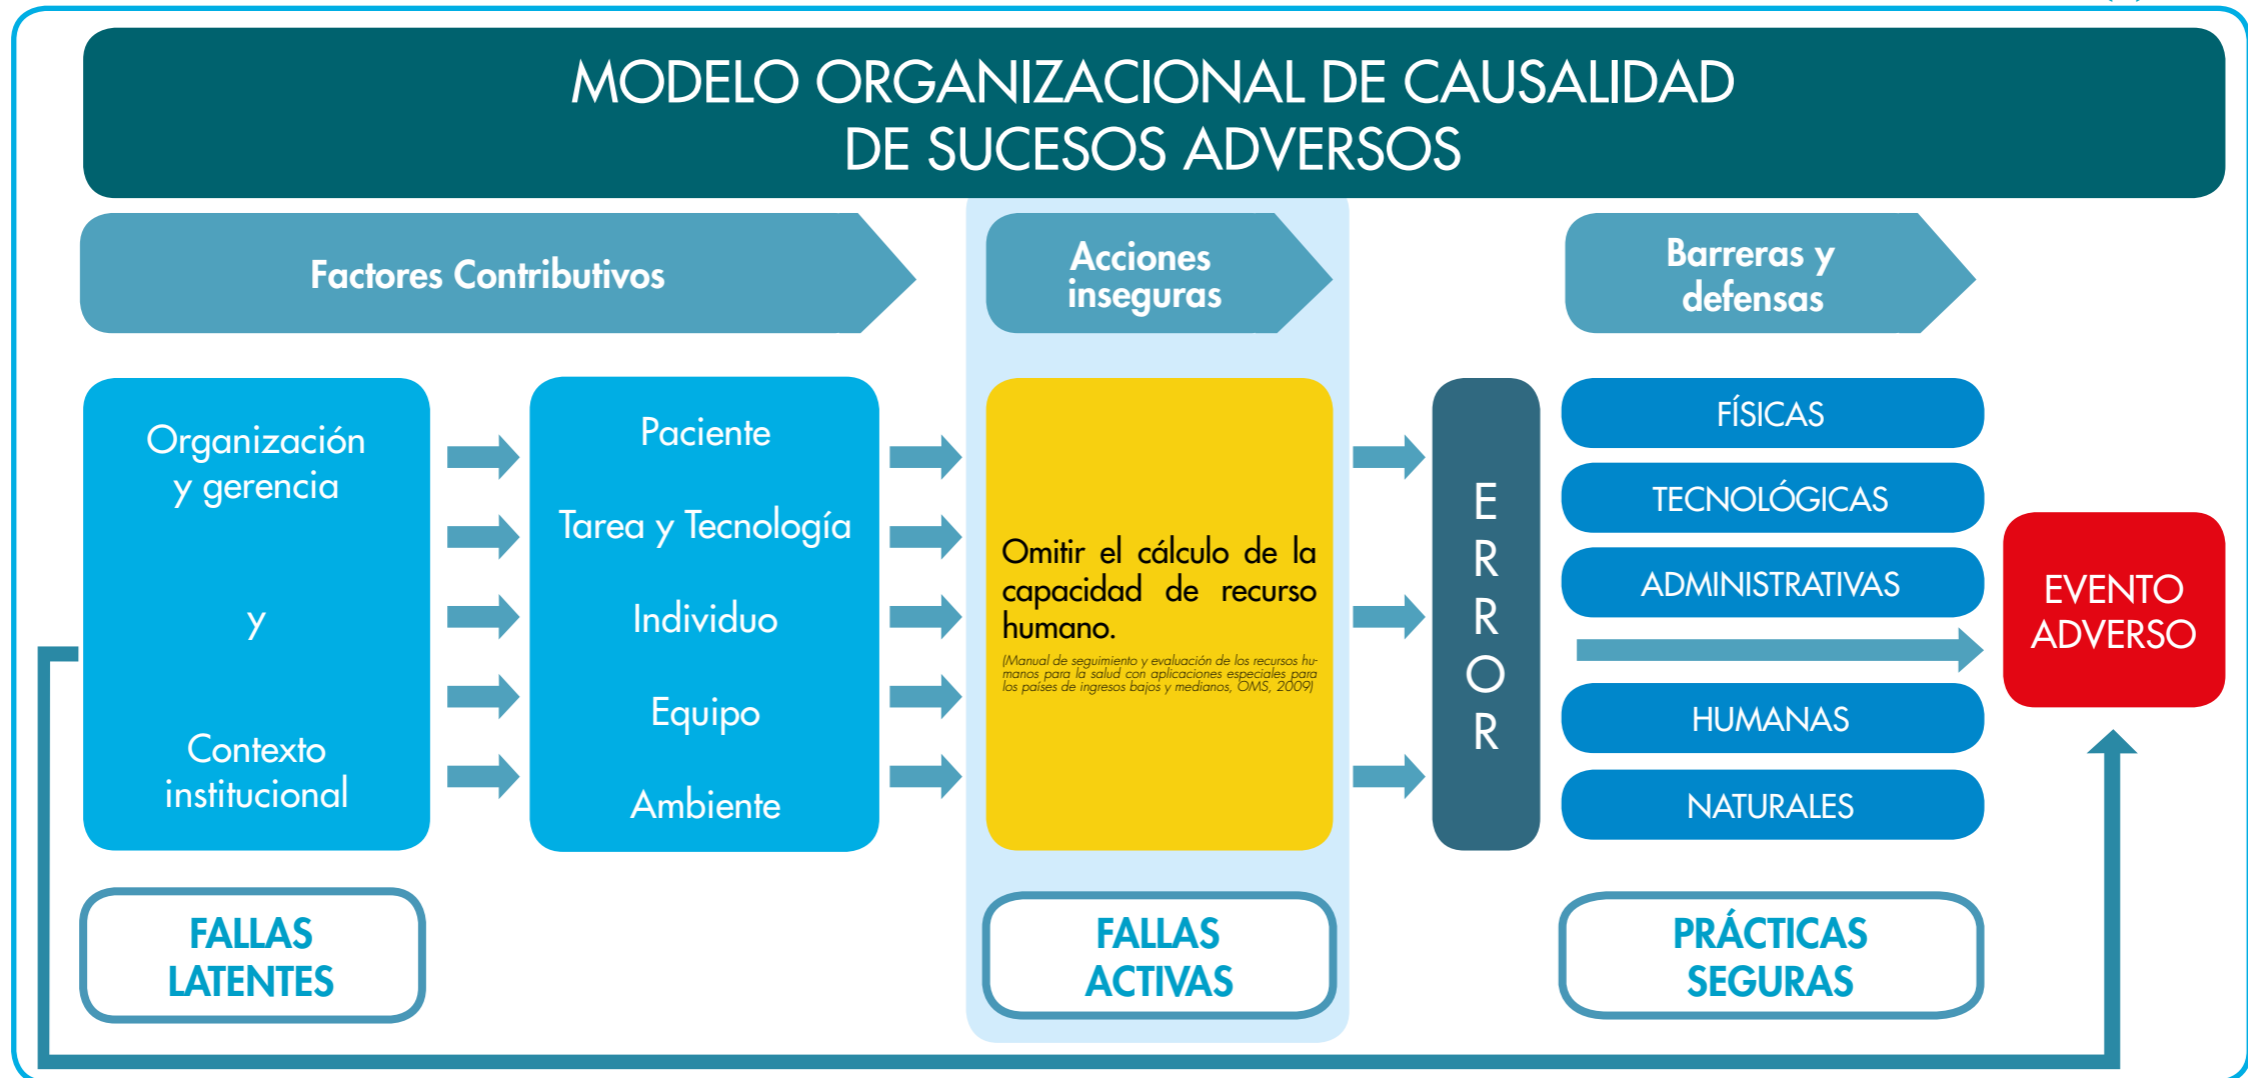 MODELO ORGANIZACIONAL DE CAUSALIDAD
DE SUCESOS ADVERSOS
Factores Contributivos
Acciones
inseguras
Barreras y
defensas
Organización
y gerencia
y
Contexto
institucional
Paciente
Tarea y Tecnología
Individuo
Equipo
Ambiente
Omitir el cálculo de la
capacidad de recurso
humano.
(Manual de seguimiento y evaluación de los recursos hu-
manos para la salud con aplicaciones especiales para
los países de ingresos bajos y medianos, OMS, 2009)
E
R
R
O
R
FÍSICAS
TECNOLÓGICAS
ADMINISTRATIVAS
HUMANAS
NATURALES
EVENTO
ADVERSO
FALLAS
LATENTES
FALLAS
ACTIVAS
PRÁCTICAS
SEGURAS